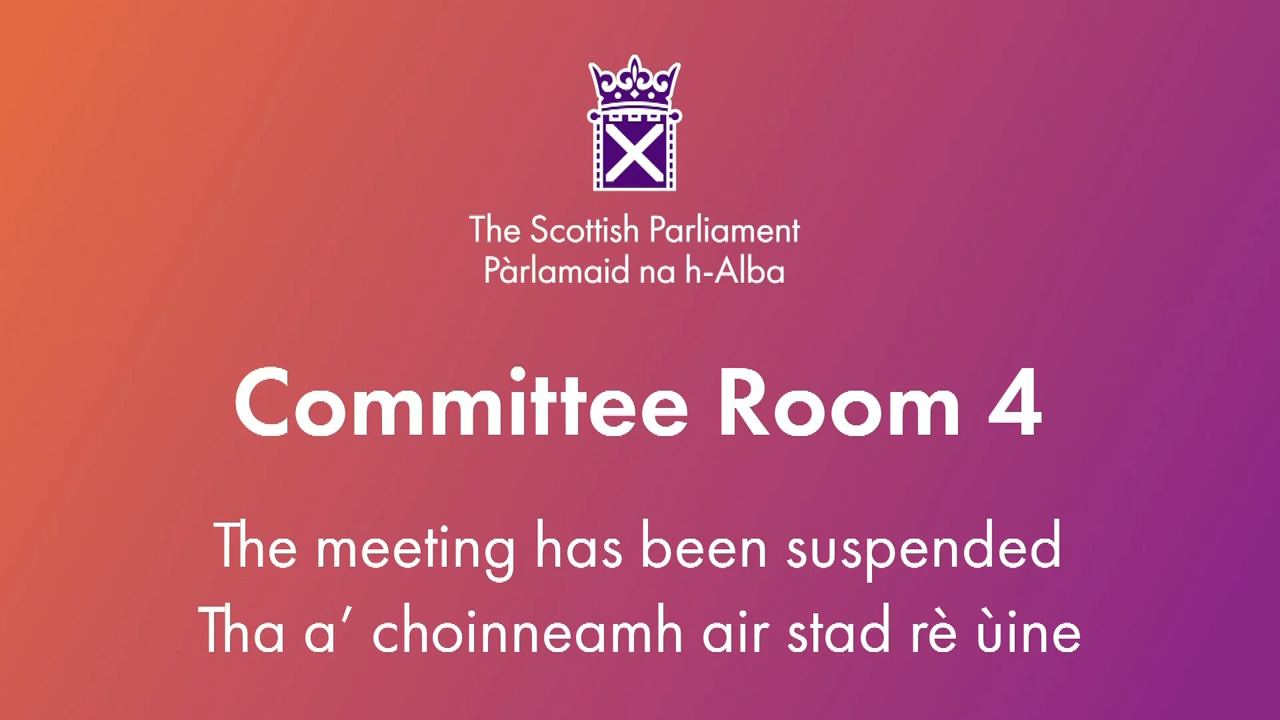 The Scottish Parliament
Pàrlamaid na h-Alba
Committee Room 4
The meeting has been suspended
Tha a’ choinneamh air stad rè ùine